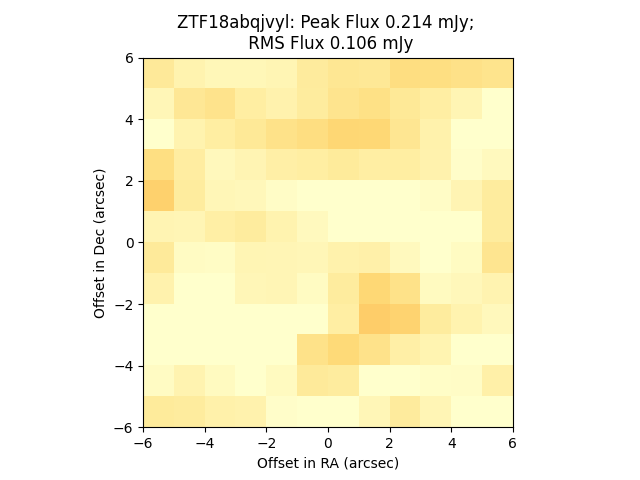 ZTF18abqjvyl: Peak Flux 0.214 mJy;
RMS Flux 0.106 mJy
6
4
2
0
−2
−4
−6
Offset in Dec (arcsec)
−6 −4 −2 0 2 4 6
Offset in RA (arcsec)